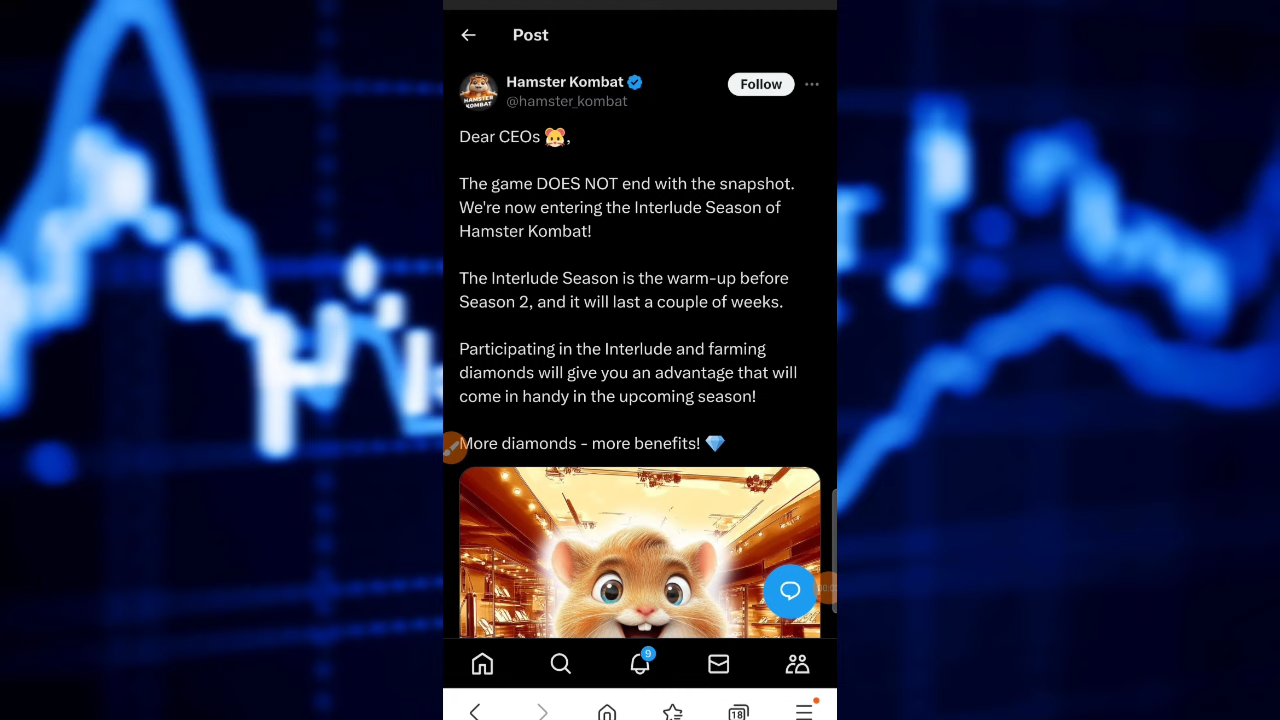 Post
Hamster Kombat
Follow
@hamster_kombat
Dear CEOs 🐹,
The game DOES NOT end with the snapshot.
We're now entering the Interlude Season of
Hamster Kombat!
The Interlude Season is the warm-up before
Season 2, and it will last a couple of weeks.
Participating in the Interlude and farming
diamonds will give you an advantage that will
come in handy in the upcoming season!
More diamonds - more benefits! 💎
9
18